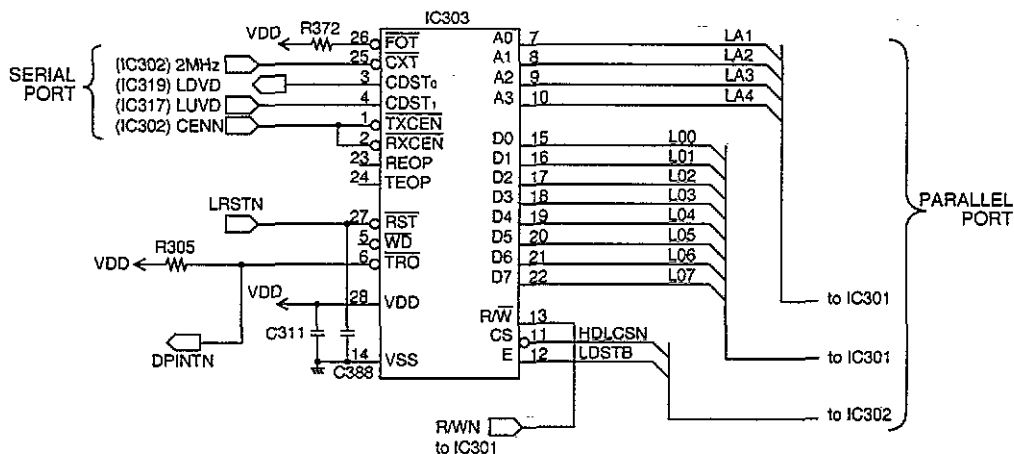 IC303
VDD R372 26 FOT A0 7 LA1
(IC302) 2MHz 25 CXT A1 8 LA2
SERIAL PORT
(IC319) LDVD 3 CDST0 A2 9 LA3
(IC317) LUVD 4 CDST1 A3 10 LA4
(IC302) CENN 1 TXCEN
2 RXCEN D0 15 L00
23 REOP D1 16 L01
24 TEOP D2 17 L02
D3 18 L03
LRSTN 27 RST D4 19 L04
5 WD D5 20 L05
VDD R305 6 TRO D6 21 L06
D7 22 L07
PARALLEL PORT
VDD 28 VDD
to IC301
C311
R/W 13
CS 11 HDLCSN
DPINTN 14 VSS E 12 LDSTB
C388
to IC301
to IC302
R/WN
to IC301